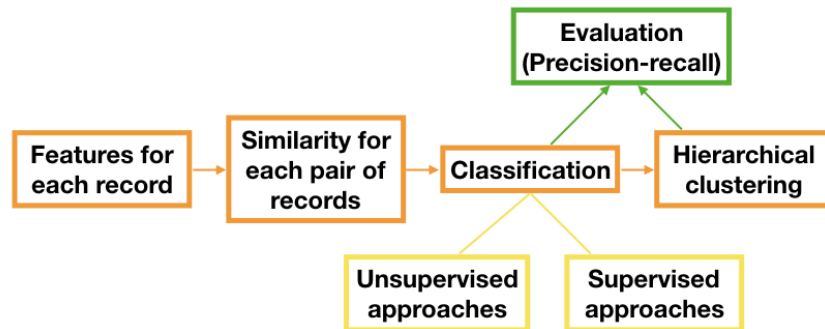 Evaluation
(Precision-recall)
Features for
each record
Similarity for
each pair of
records
Classification
Hierarchical
clustering
Unsupervised
approaches
Supervised
approaches